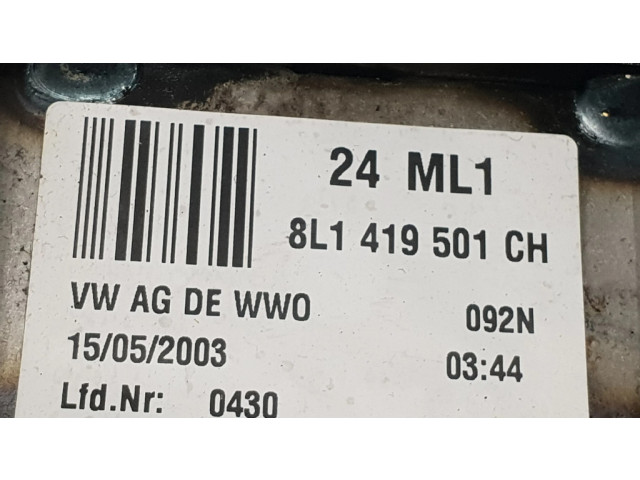 24 ML1
8L1 419 501 CH
VW AG DE WWO 092N
15/05/2003 03:44
Lfd.Nr: 0430